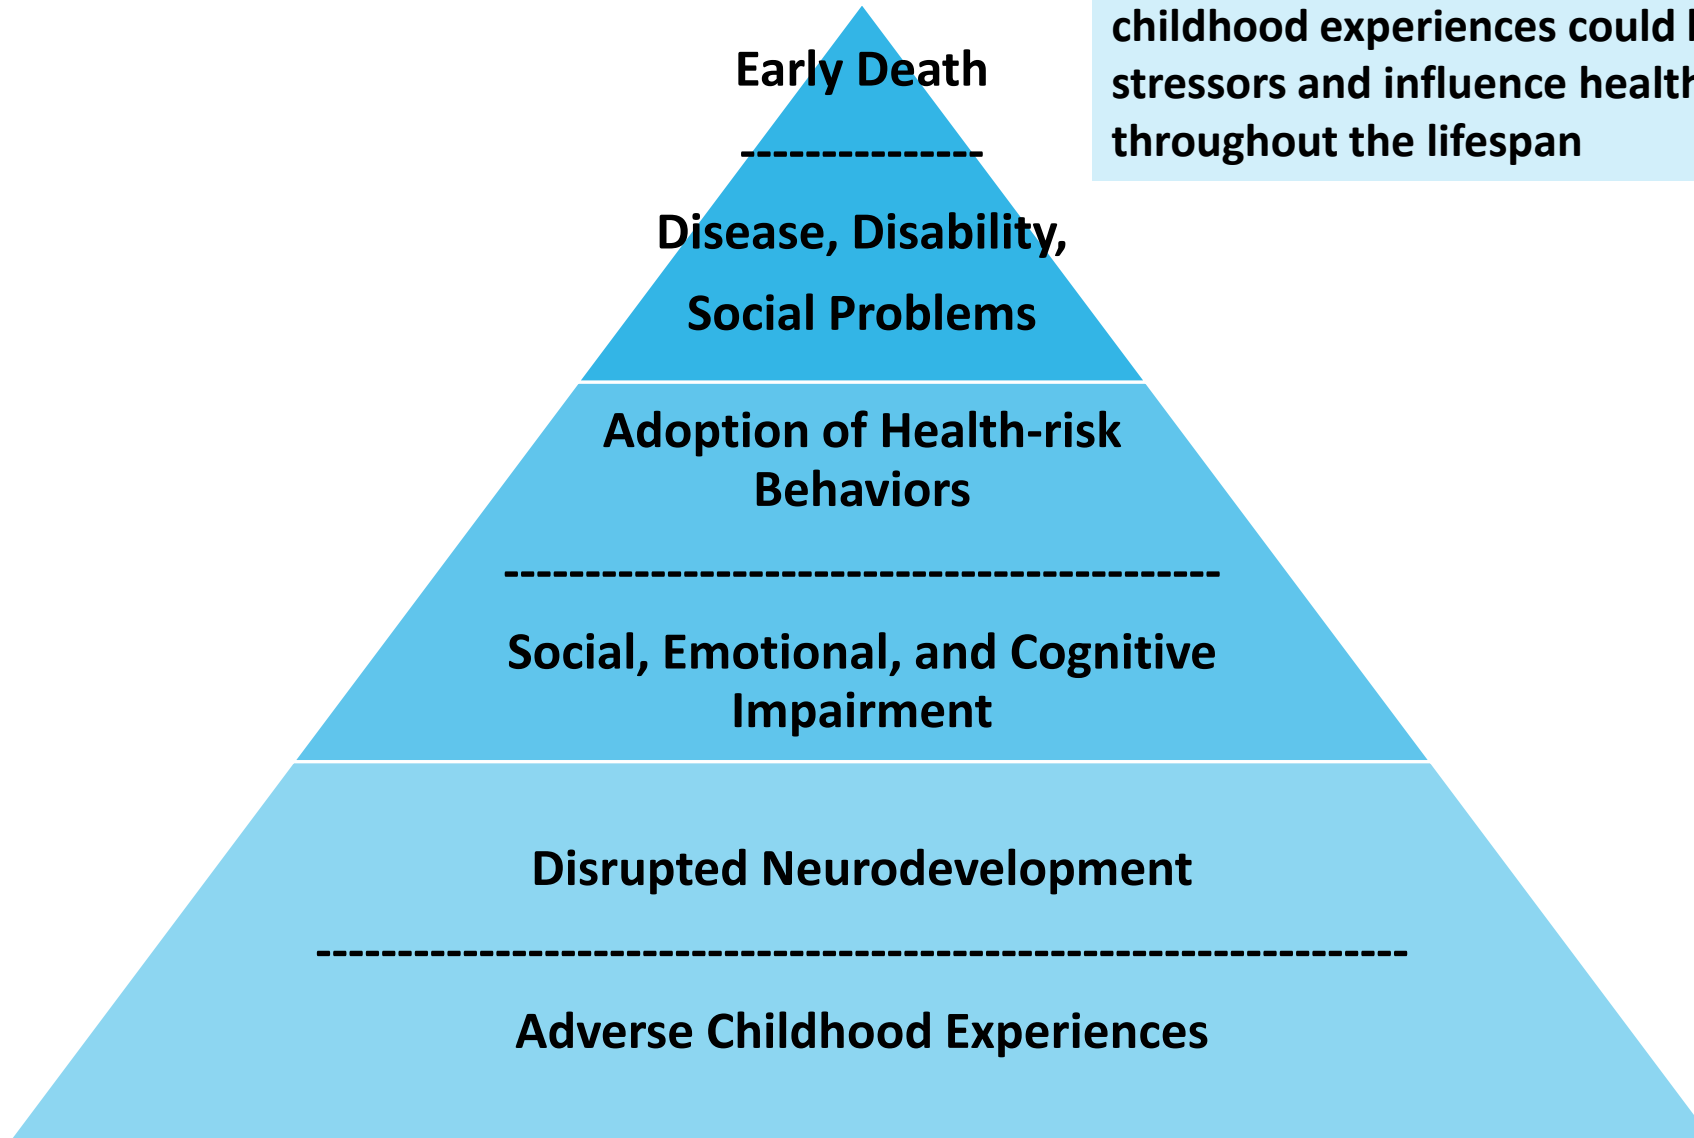 Early Death
---------------
Disease, Disability,
Social Problems
Adoption of Health-risk
Behaviors
--------------------------------------------
Social, Emotional, and Cognitive
Impairment
Disrupted Neurodevelopment
-------------------------------------------------------------------
Adverse Childhood Experiences
childhood experiences could
stressors and influence health
throughout the lifespan